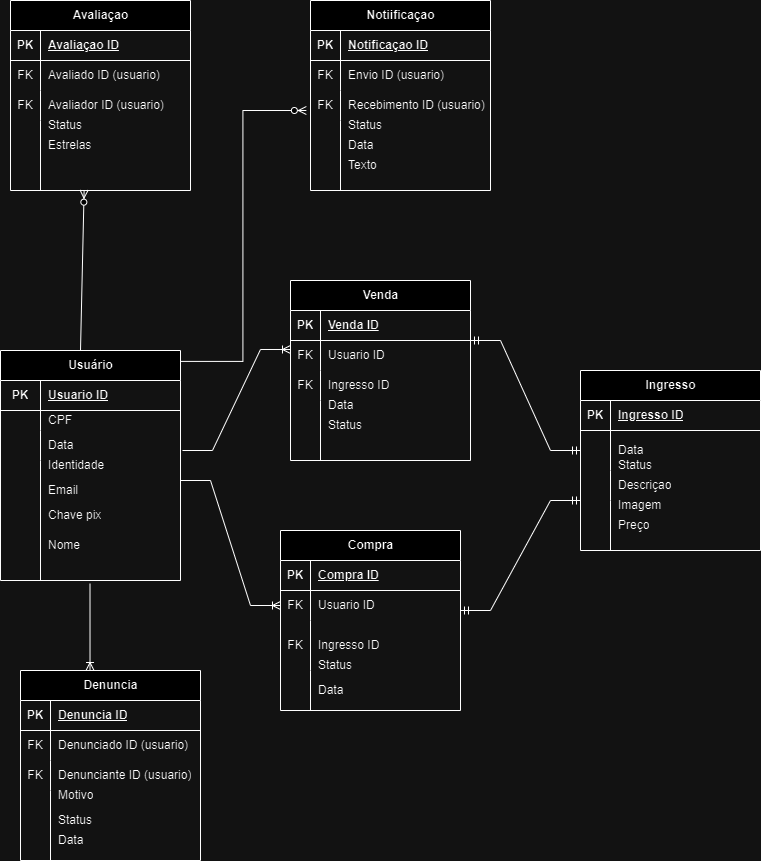 Avaliaçao
PK Avaliaçao ID
FK Avaliado ID (usuario)
FK Avaliador ID (usuario)
Status
Estrelas
Notiificaçao
PK Notificaçao ID
FK Envio ID (usuario)
FK Recebimento ID (usuario)
Status
Data
Texto
Venda
PK Venda ID
FK Usuario ID
FK Ingresso ID
Data
Status
Usuário
PK Usuario ID
CPF
Data
Identidade
Email
Chave pix
Nome
Ingresso
PK Ingresso ID
Data
Status
Descriçao
Imagem
Preço
Compra
PK Compra ID
FK Usuario ID
FK Ingresso ID
Status
Data
Denuncia
PK Denuncia ID
FK Denunciado ID (usuario)
FK Denunciante ID (usuario)
Motivo
Status
Data